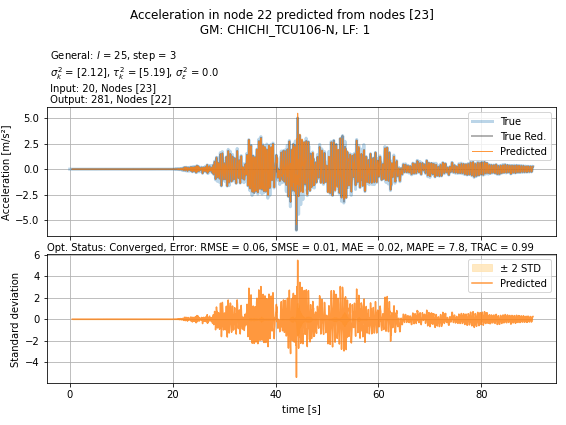 Acceleration in node 22 predicted from nodes [23]
GM: CHICHI_TCU106-N, LF: 1
General: l = 25, step = 3
σ²ₖ = [2.12], τ²ₖ = [5.19], σ²ε = 0.0
Input: 20, Nodes [23]
Output: 281, Nodes [22]
Acceleration [m/s²]
5.0
2.5
0.0
−2.5
−5.0
True
True Red.
Predicted
Opt. Status: Converged, Error: RMSE = 0.06, SMSE = 0.01, MAE = 0.02, MAPE = 7.8, TRAC = 0.99
Standard deviation
6
4
2
0
−2
−4
± 2 STD
Predicted
0
20
40
60
80
time [s]